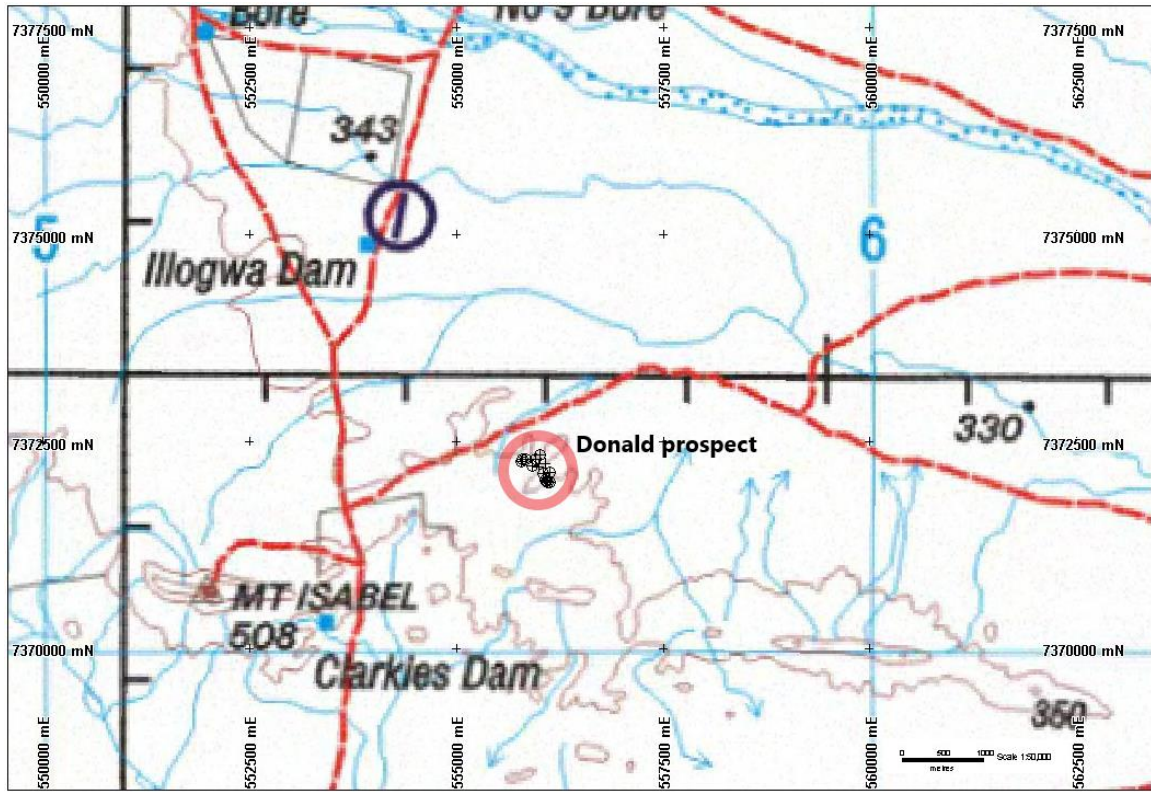 Bore
No 9 Bore
7377500 mN
7377500 mN
550000 mE
552500 mE
555000 mE
557500 mE
560000 mE
562500 mE
343
7375000 mN
5
6
7375000 mN
Illogwa Dam
7372500 mN
Donald prospect
330
7372500 mN
MT ISABEL
508
7370000 mN
Clarkies Dam
7370000 mN
350
550000 mE
552500 mE
555000 mE
557500 mE
560000 mE
562500 mE
0 500 1000
metres
Scale 1:50,000